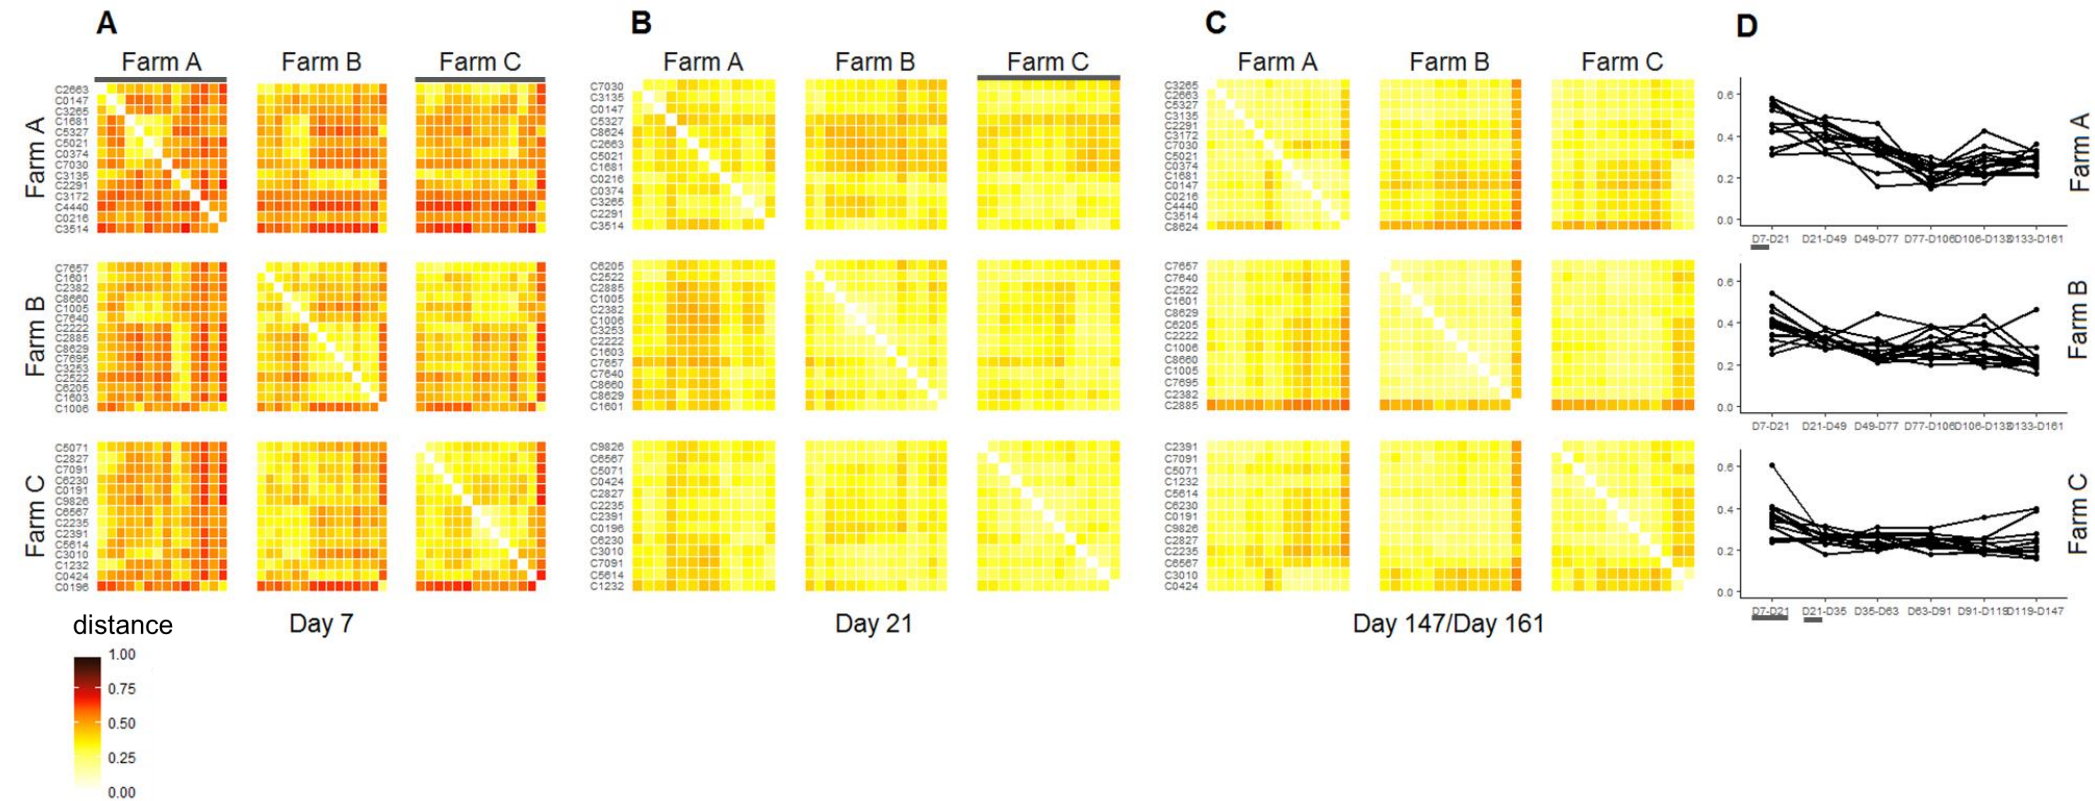 A
B
C
D
Farm A
Farm B
Farm C
Farm A
Farm B
Farm C
Farm A
Farm B
Farm C
Farm A
C2663
C0147
C3265
C1681
C5327
C5021
C0374
C7030
C3135
C2291
C3172
C4440
C0216
C3514
C7030
C3135
C0147
C5327
C8624
C2663
C5021
C1681
C0216
C0374
C3265
C2291
C3514
C3265
C2663
C5327
C3135
C2291
C3172
C7030
C5021
C0374
C1681
C0147
C0216
C4440
C3514
C8624
0.6
0.4
0.2
0.0
D7-D21
D21-D49
D49-D77
D77-D106
D106-D133
D133-D161
Farm A
Farm B
C7657
C1601
C2382
C8660
C1005
C7640
C2222
C2885
C8629
C7695
C3253
C2522
C6205
C1603
C1006
C6205
C2522
C2885
C1005
C2382
C1006
C3253
C2222
C1603
C7657
C7640
C8660
C8629
C1601
C7657
C7640
C2522
C1601
C8629
C6205
C2222
C1006
C8660
C1005
C7695
C2382
C2885
0.6
0.4
0.2
0.0
D7-D21
D21-D49
D49-D77
D77-D106
D106-D133
D133-D161
Farm B
Farm C
C5071
C2827
C7091
C6230
C0191
C9826
C6567
C2235
C2391
C5614
C3010
C1232
C0424
C0196
C9826
C6567
C5071
C0424
C2827
C2235
C2391
C0196
C6230
C3010
C7091
C5614
C1232
C2391
C7091
C5071
C1232
C5614
C6230
C0191
C9826
C2827
C2235
C6567
C3010
C0424
0.6
0.4
0.2
0.0
D7-D21
D21-D35
D35-D63
D63-D91
D91-D119
D119-D147
Farm C
distance
Day 7
Day 21
Day 147/Day 161
1.00
0.75
0.50
0.25
0.00